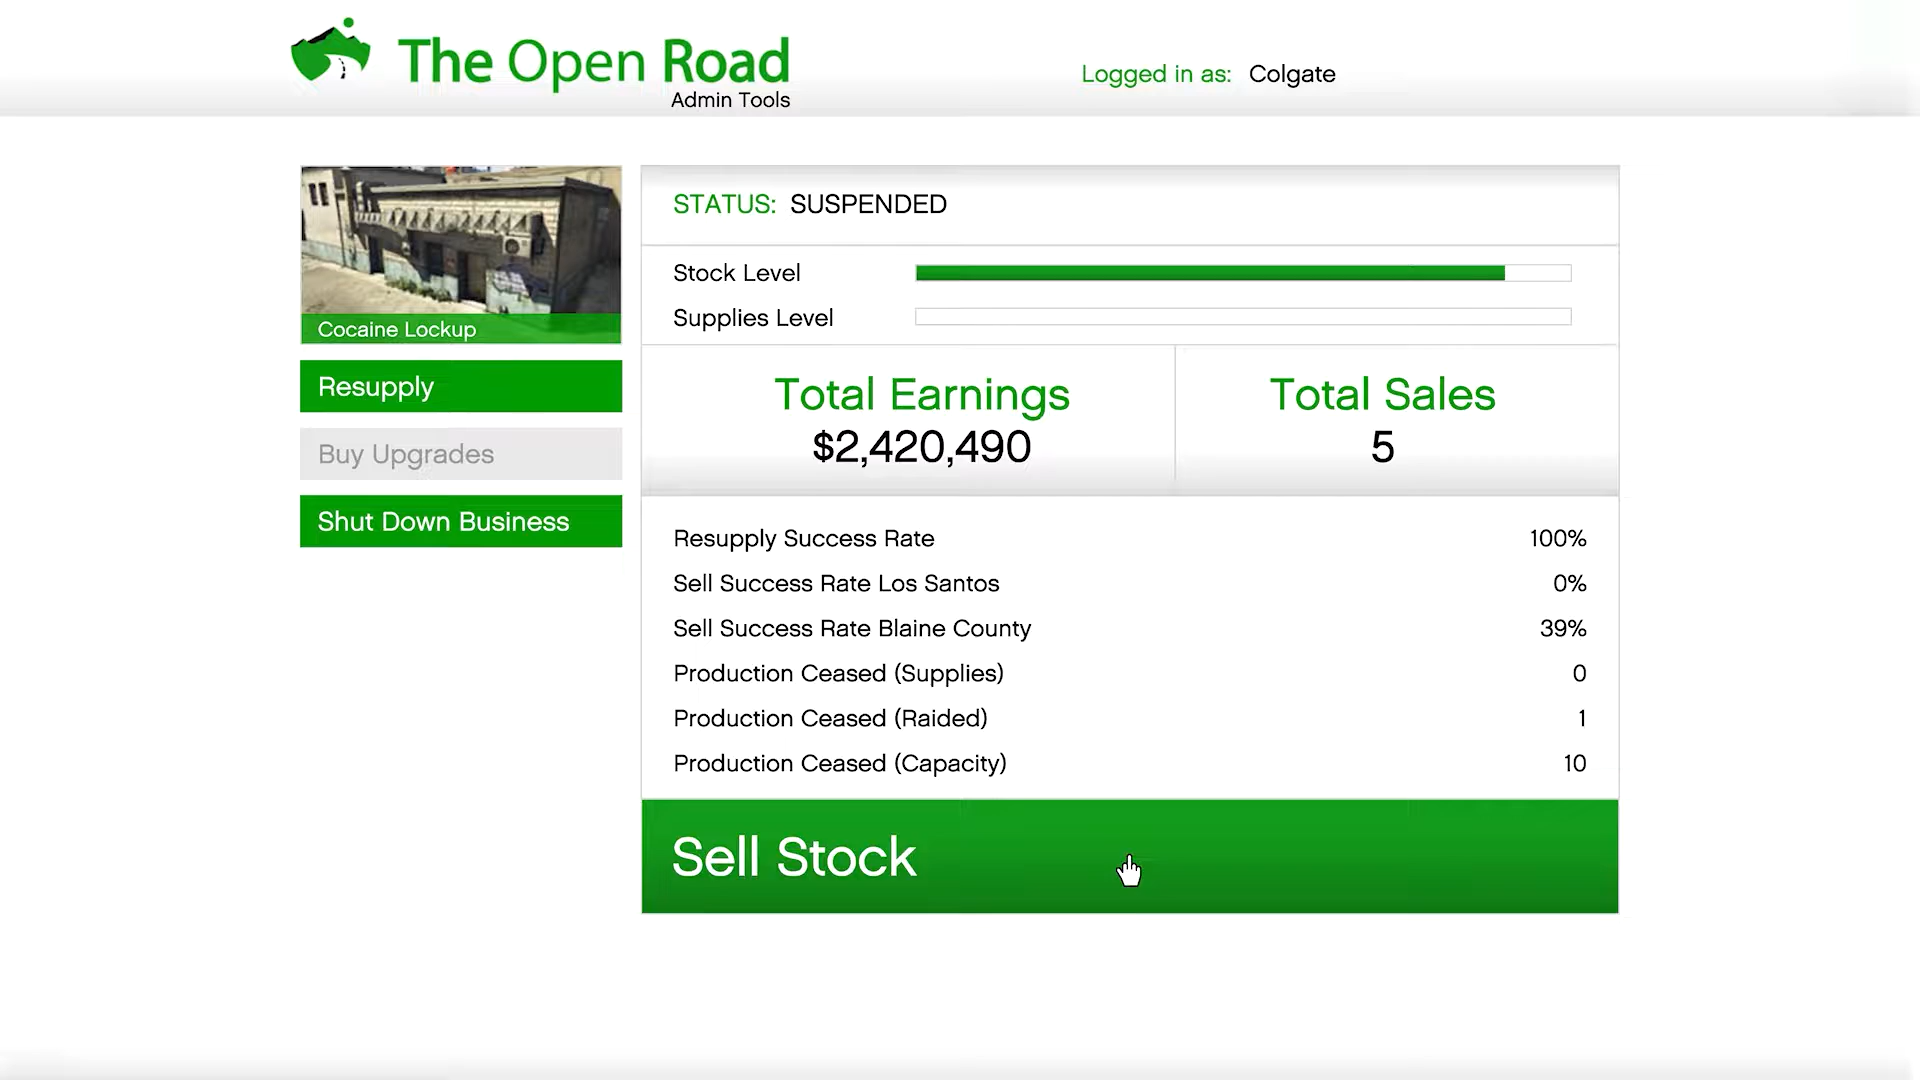 The Open Road
Admin Tools
Logged in as: Colgate
Cocaine Lockup
Resupply
Buy Upgrades
Shut Down Business
STATUS: SUSPENDED
Stock Level
Supplies Level
Total Earnings
$2,420,490
Total Sales
5
Resupply Success Rate 100%
Sell Success Rate Los Santos 0%
Sell Success Rate Blaine County 39%
Production Ceased (Supplies) 0
Production Ceased (Raided) 1
Production Ceased (Capacity) 10
Sell Stock